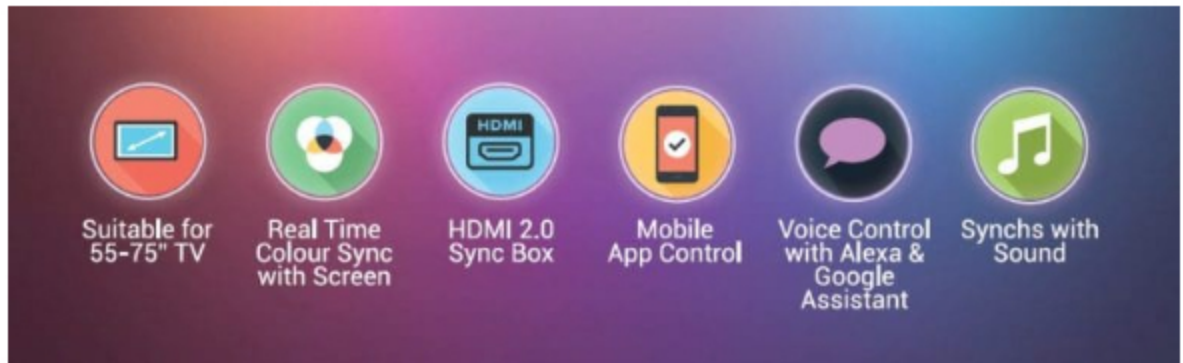 HDMI
Suitable for
55-75" TV
Real Time
Colour Sync
with Screen
HDMI 2.0
Sync Box
Mobile
App Control
Voice Control
with Alexa &
Google
Assistant
Synchs with
Sound